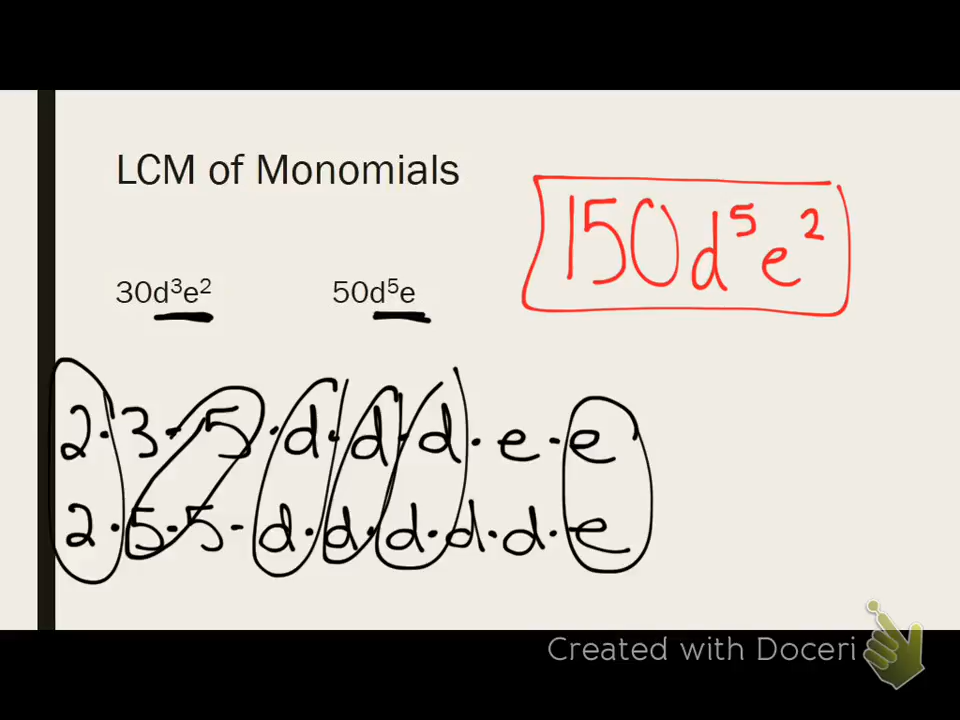 LCM of Monomials
150d⁵e²
30d³e² 50d⁵e
2·3·5·d·d·d·e·e
2·5·5·d·d·d·d·d·e
Created with Doceri